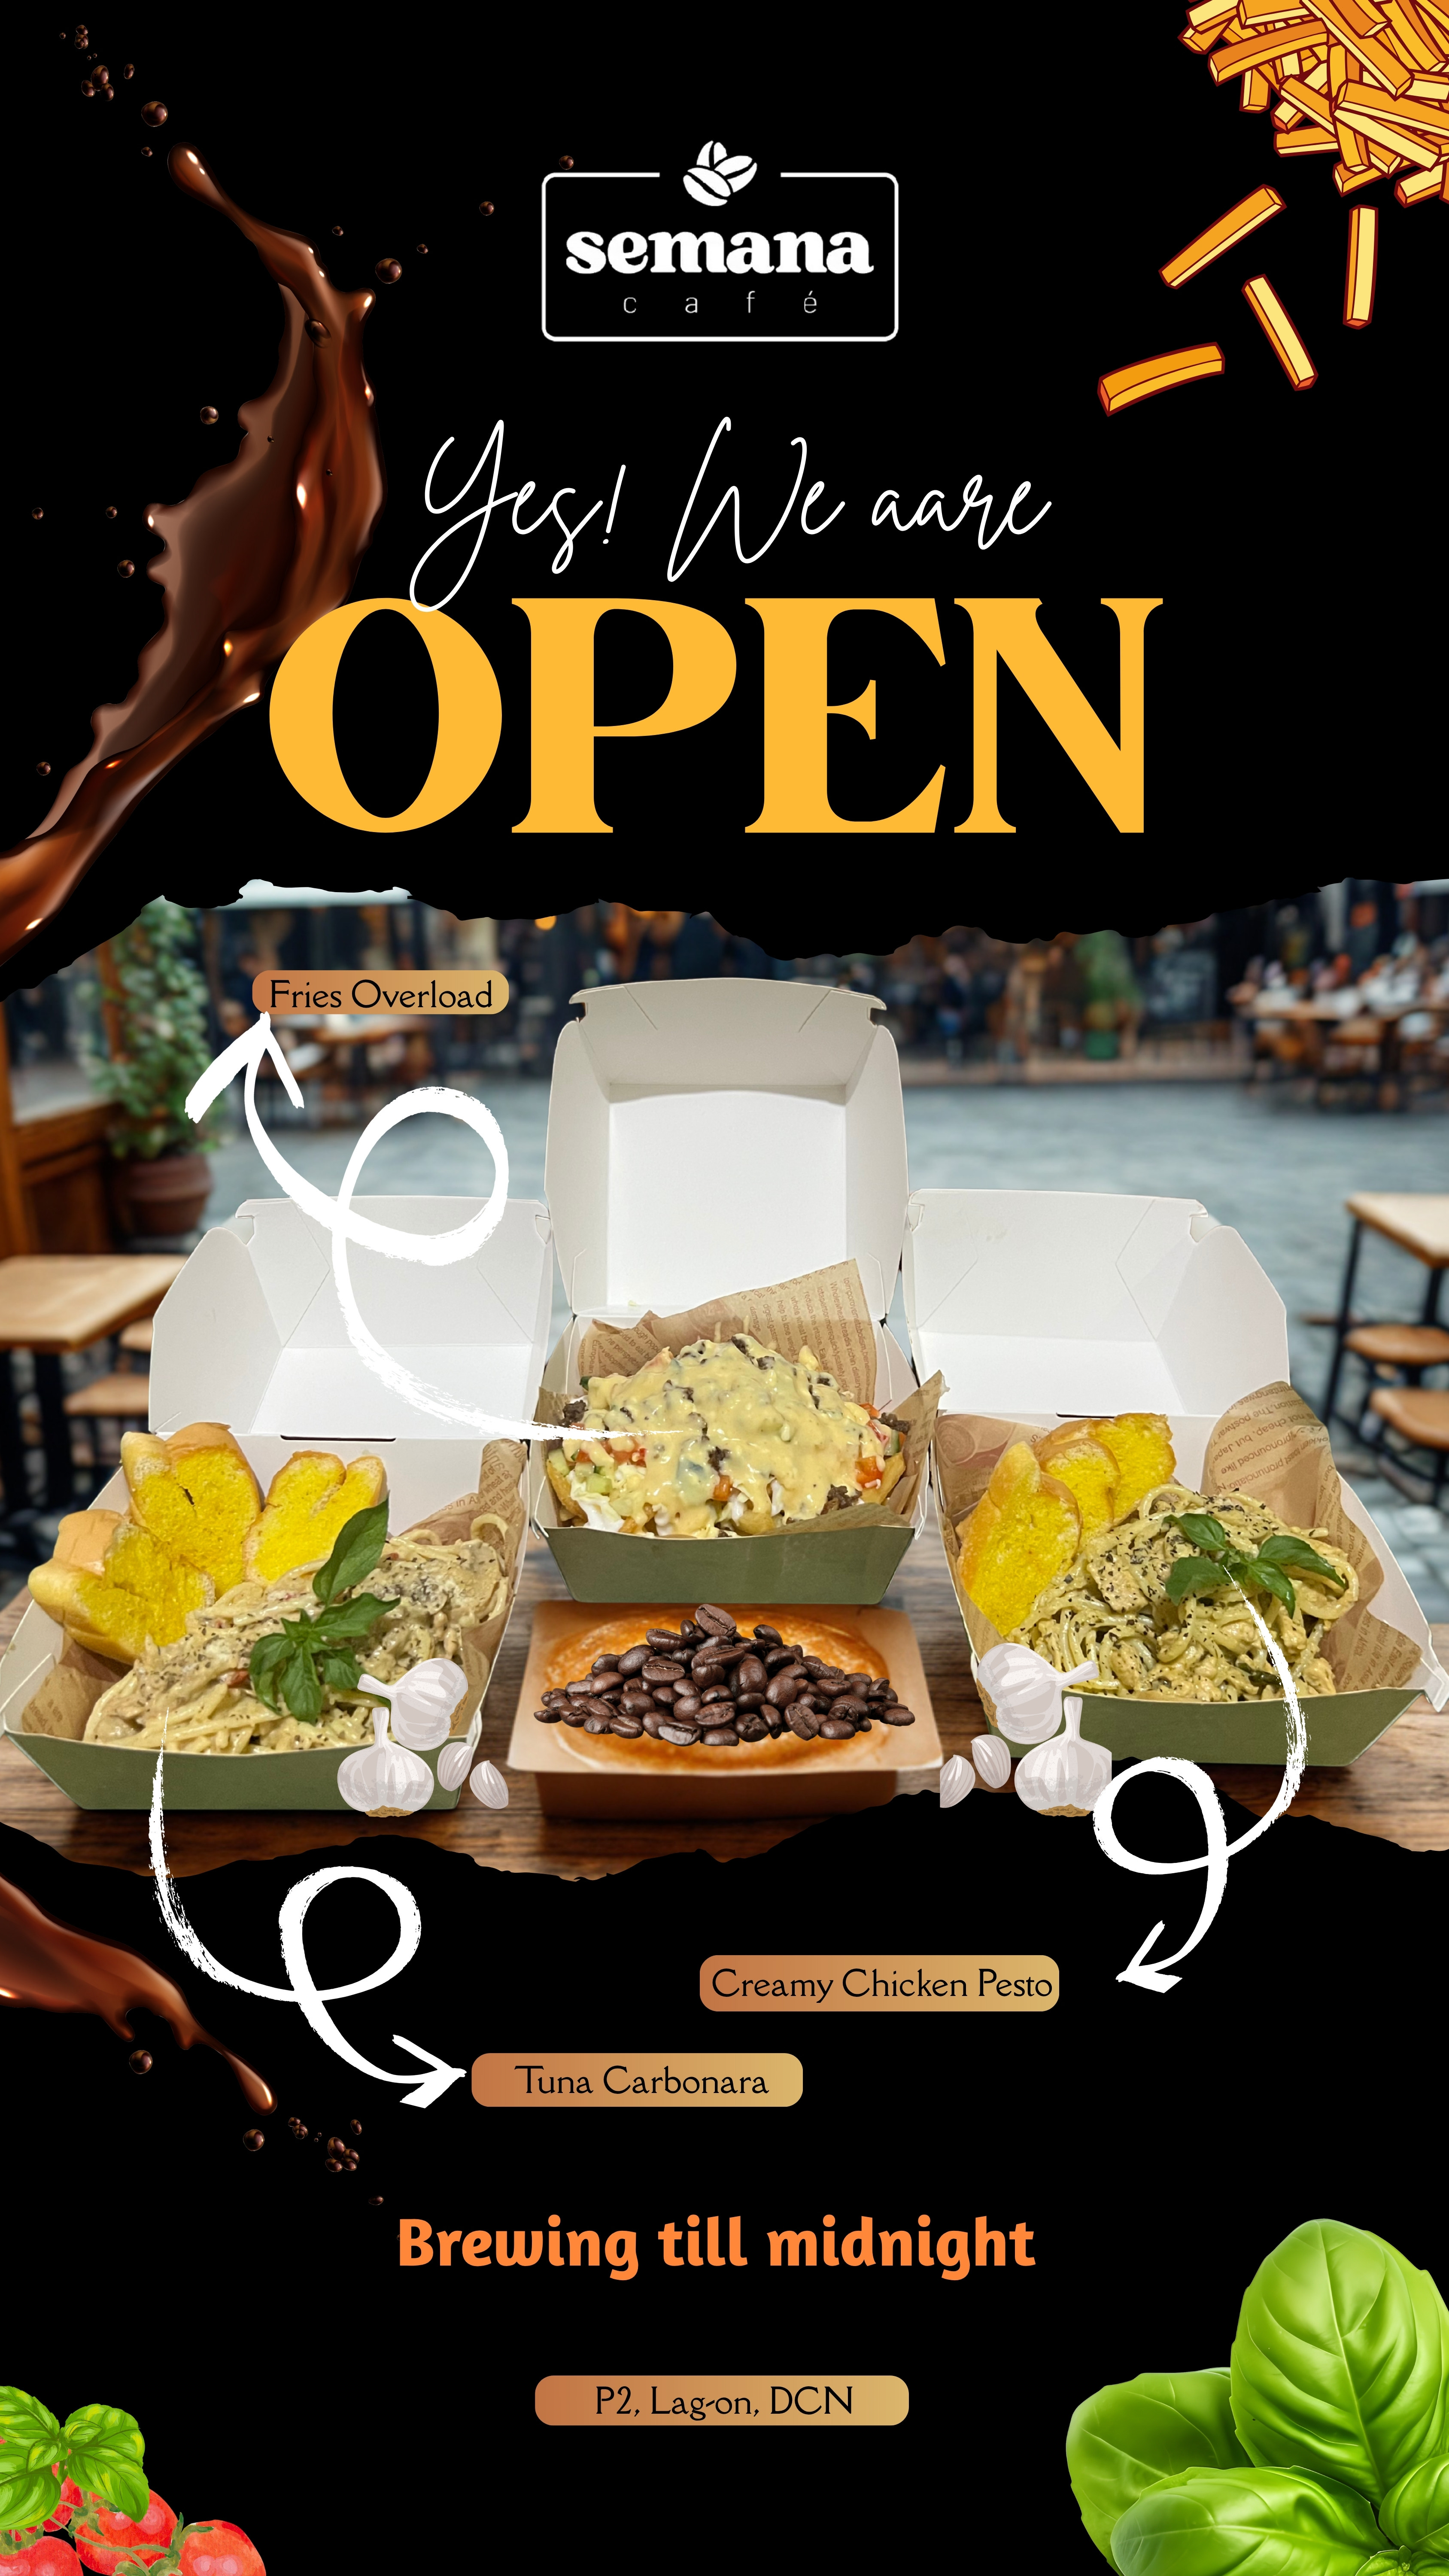 semana
café
Yes! We aare
OPEN
Fries Overload
Creamy Chicken Pesto
Tuna Carbonara
Brewing till midnight
P2, Lag-on, DCN